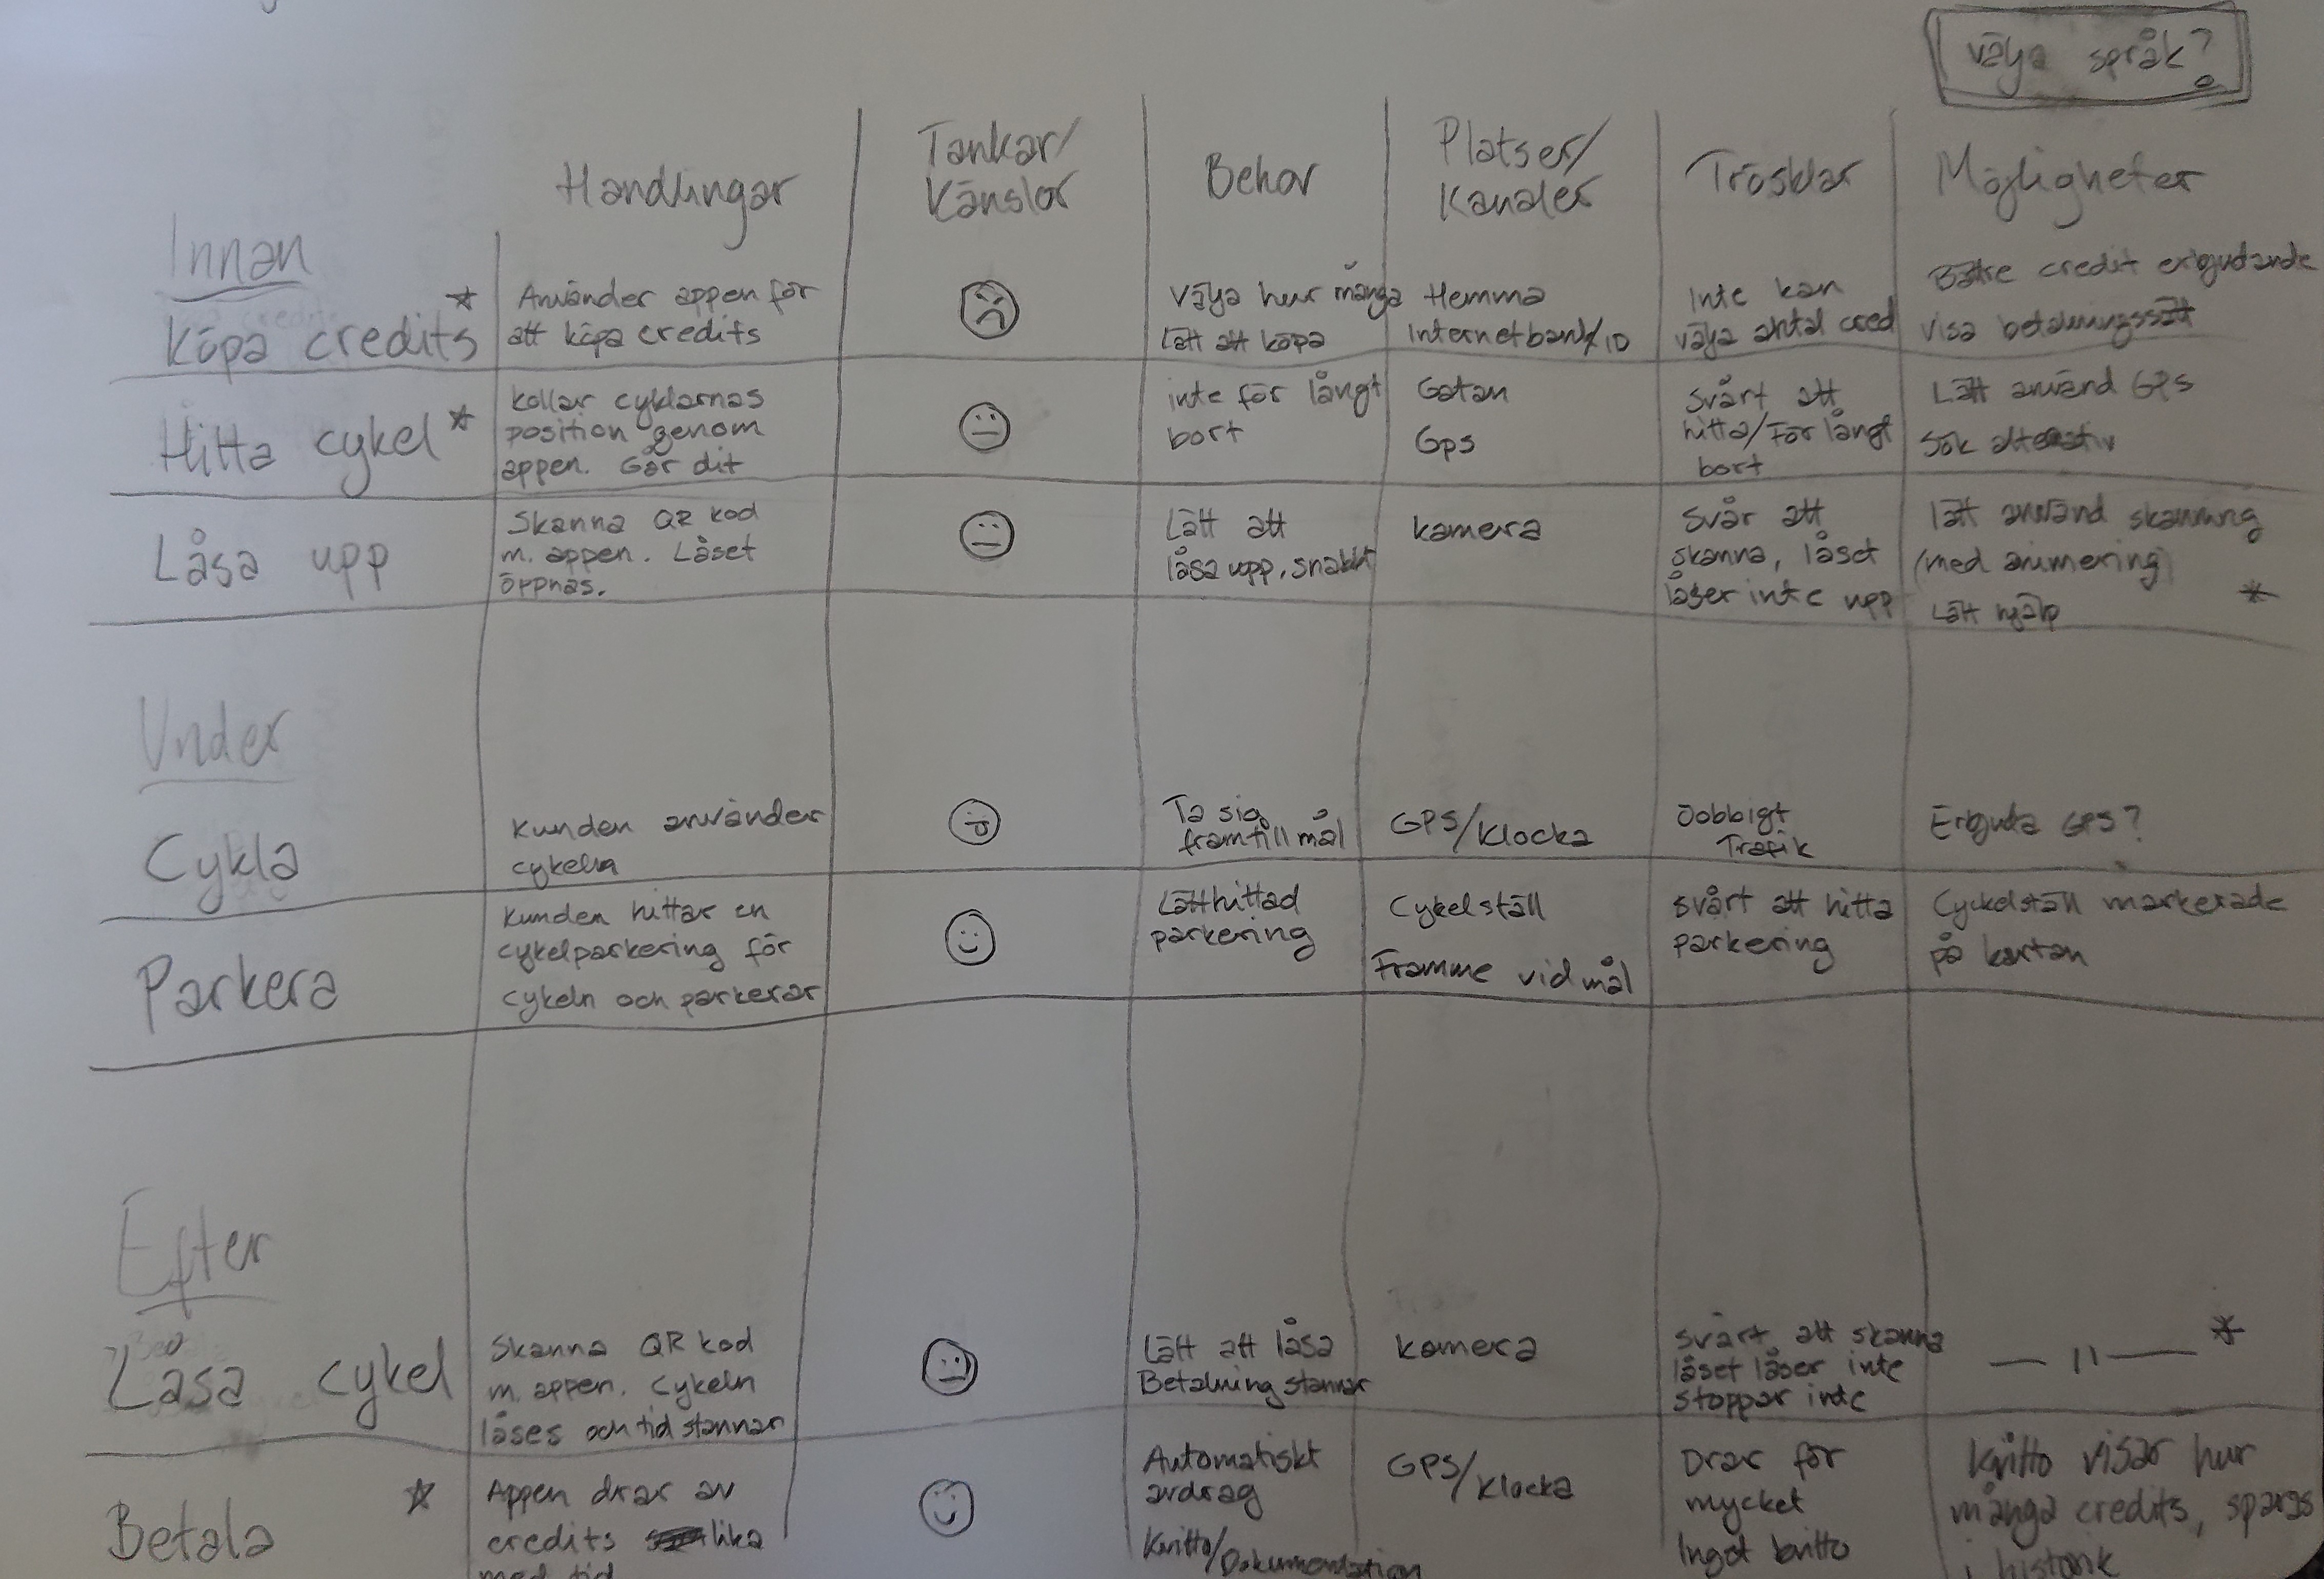 välja språk?
Handlingar
Tankar/
Känslor
Behov
Platser/
Kanaler
Trösklar
Möjligheter
Innan
Köpa credits *
Använder appen för
att köpa credits
Välja hur många
Lätt att köpa
Hemma
Internetbank/ID
Inte kan
välja antal cred
Bättre credit erbjudande
visa betalningssätt
Hitta cykel *
kollar cyklarnas
position genom
appen. Går dit
inte för långt
bort
Gatan
Gps
Svårt att
hitta/För långt
bort
Lätt använd GPS
Sök alternativ
Låsa upp
Skanna QR kod
m. appen. Låset
öppnas.
Lätt att
låsa upp, snabbt
kamera
Svår att
skanna, låset
låser inte upp
lätt använd skanning
(med animering)
Lätt hjälp *
Under
Cykla
Kunden använder
cykeln
Ta sig
fram till mål
GPS/Klocka
Jobbigt
Trafik
Erbjuda GPS?
Parkera
Kunden hittar en
cykelparkering för
cykeln och parkerar
Lätthittad
parkering
Cykelställ
Framme vid mål
svårt att hitta
parkering
Cyckelställ markerade
på kartan
Efter
Låsa cykel
Skanna QR kod
m. appen. Cykeln
låses och tid stannar
Lätt att låsa
Betalning stannar
kamera
svårt att skanna
låset låser inte
stoppar inte
— 11 — *
Betala *
Appen drar av
credits lika
med tid
Automatiskt
avdrag
Kvitto/Dokumentation
GPS/Klocka
Drar för
mycket
Inget kvitto
Kvitto visar hur
många credits, sparas
i historik